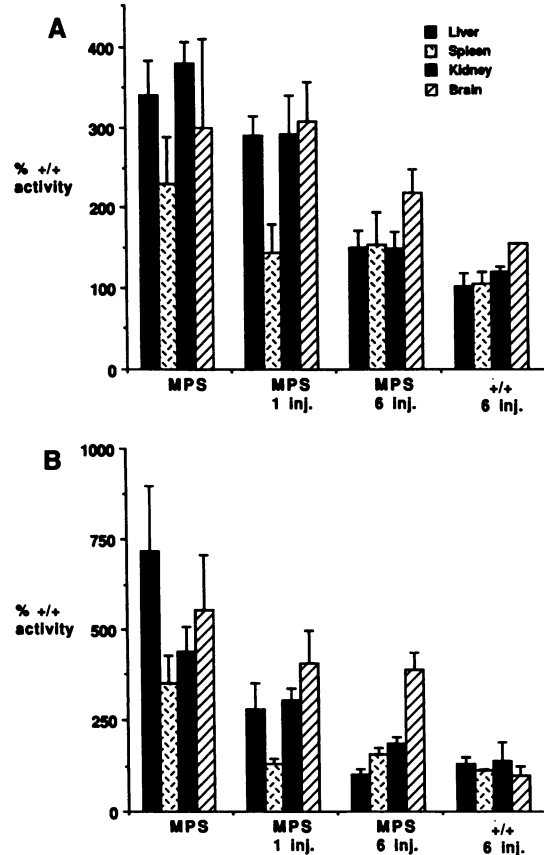 A
Liver
Spleen
Kidney
Brain
400
300
% +/+
activity
200
100
0
MPS
MPS
1 inj.
MPS
6 inj.
+/+
6 inj.
B
1000
750
% +/+
activity
500
250
0
MPS
MPS
1 inj.
MPS
6 inj.
+/+
6 inj.